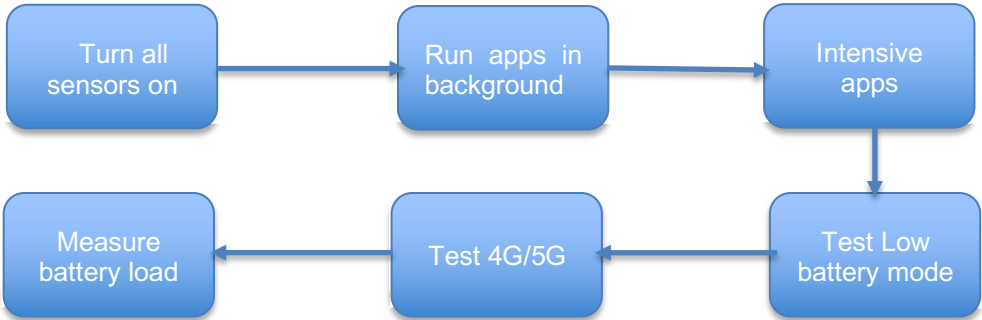 Turn all
sensors on
Run apps in
background
Intensive
apps
Test Low
battery mode
Test 4G/5G
Measure
battery load